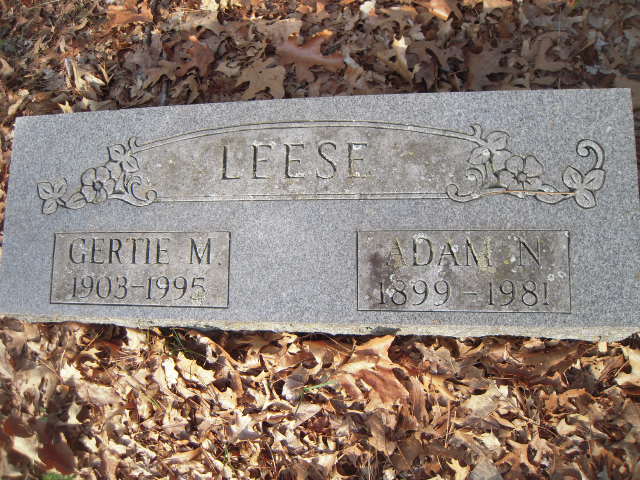 LEESE
GERTIE M.
1903-1995
ADAM N.
1899-1981